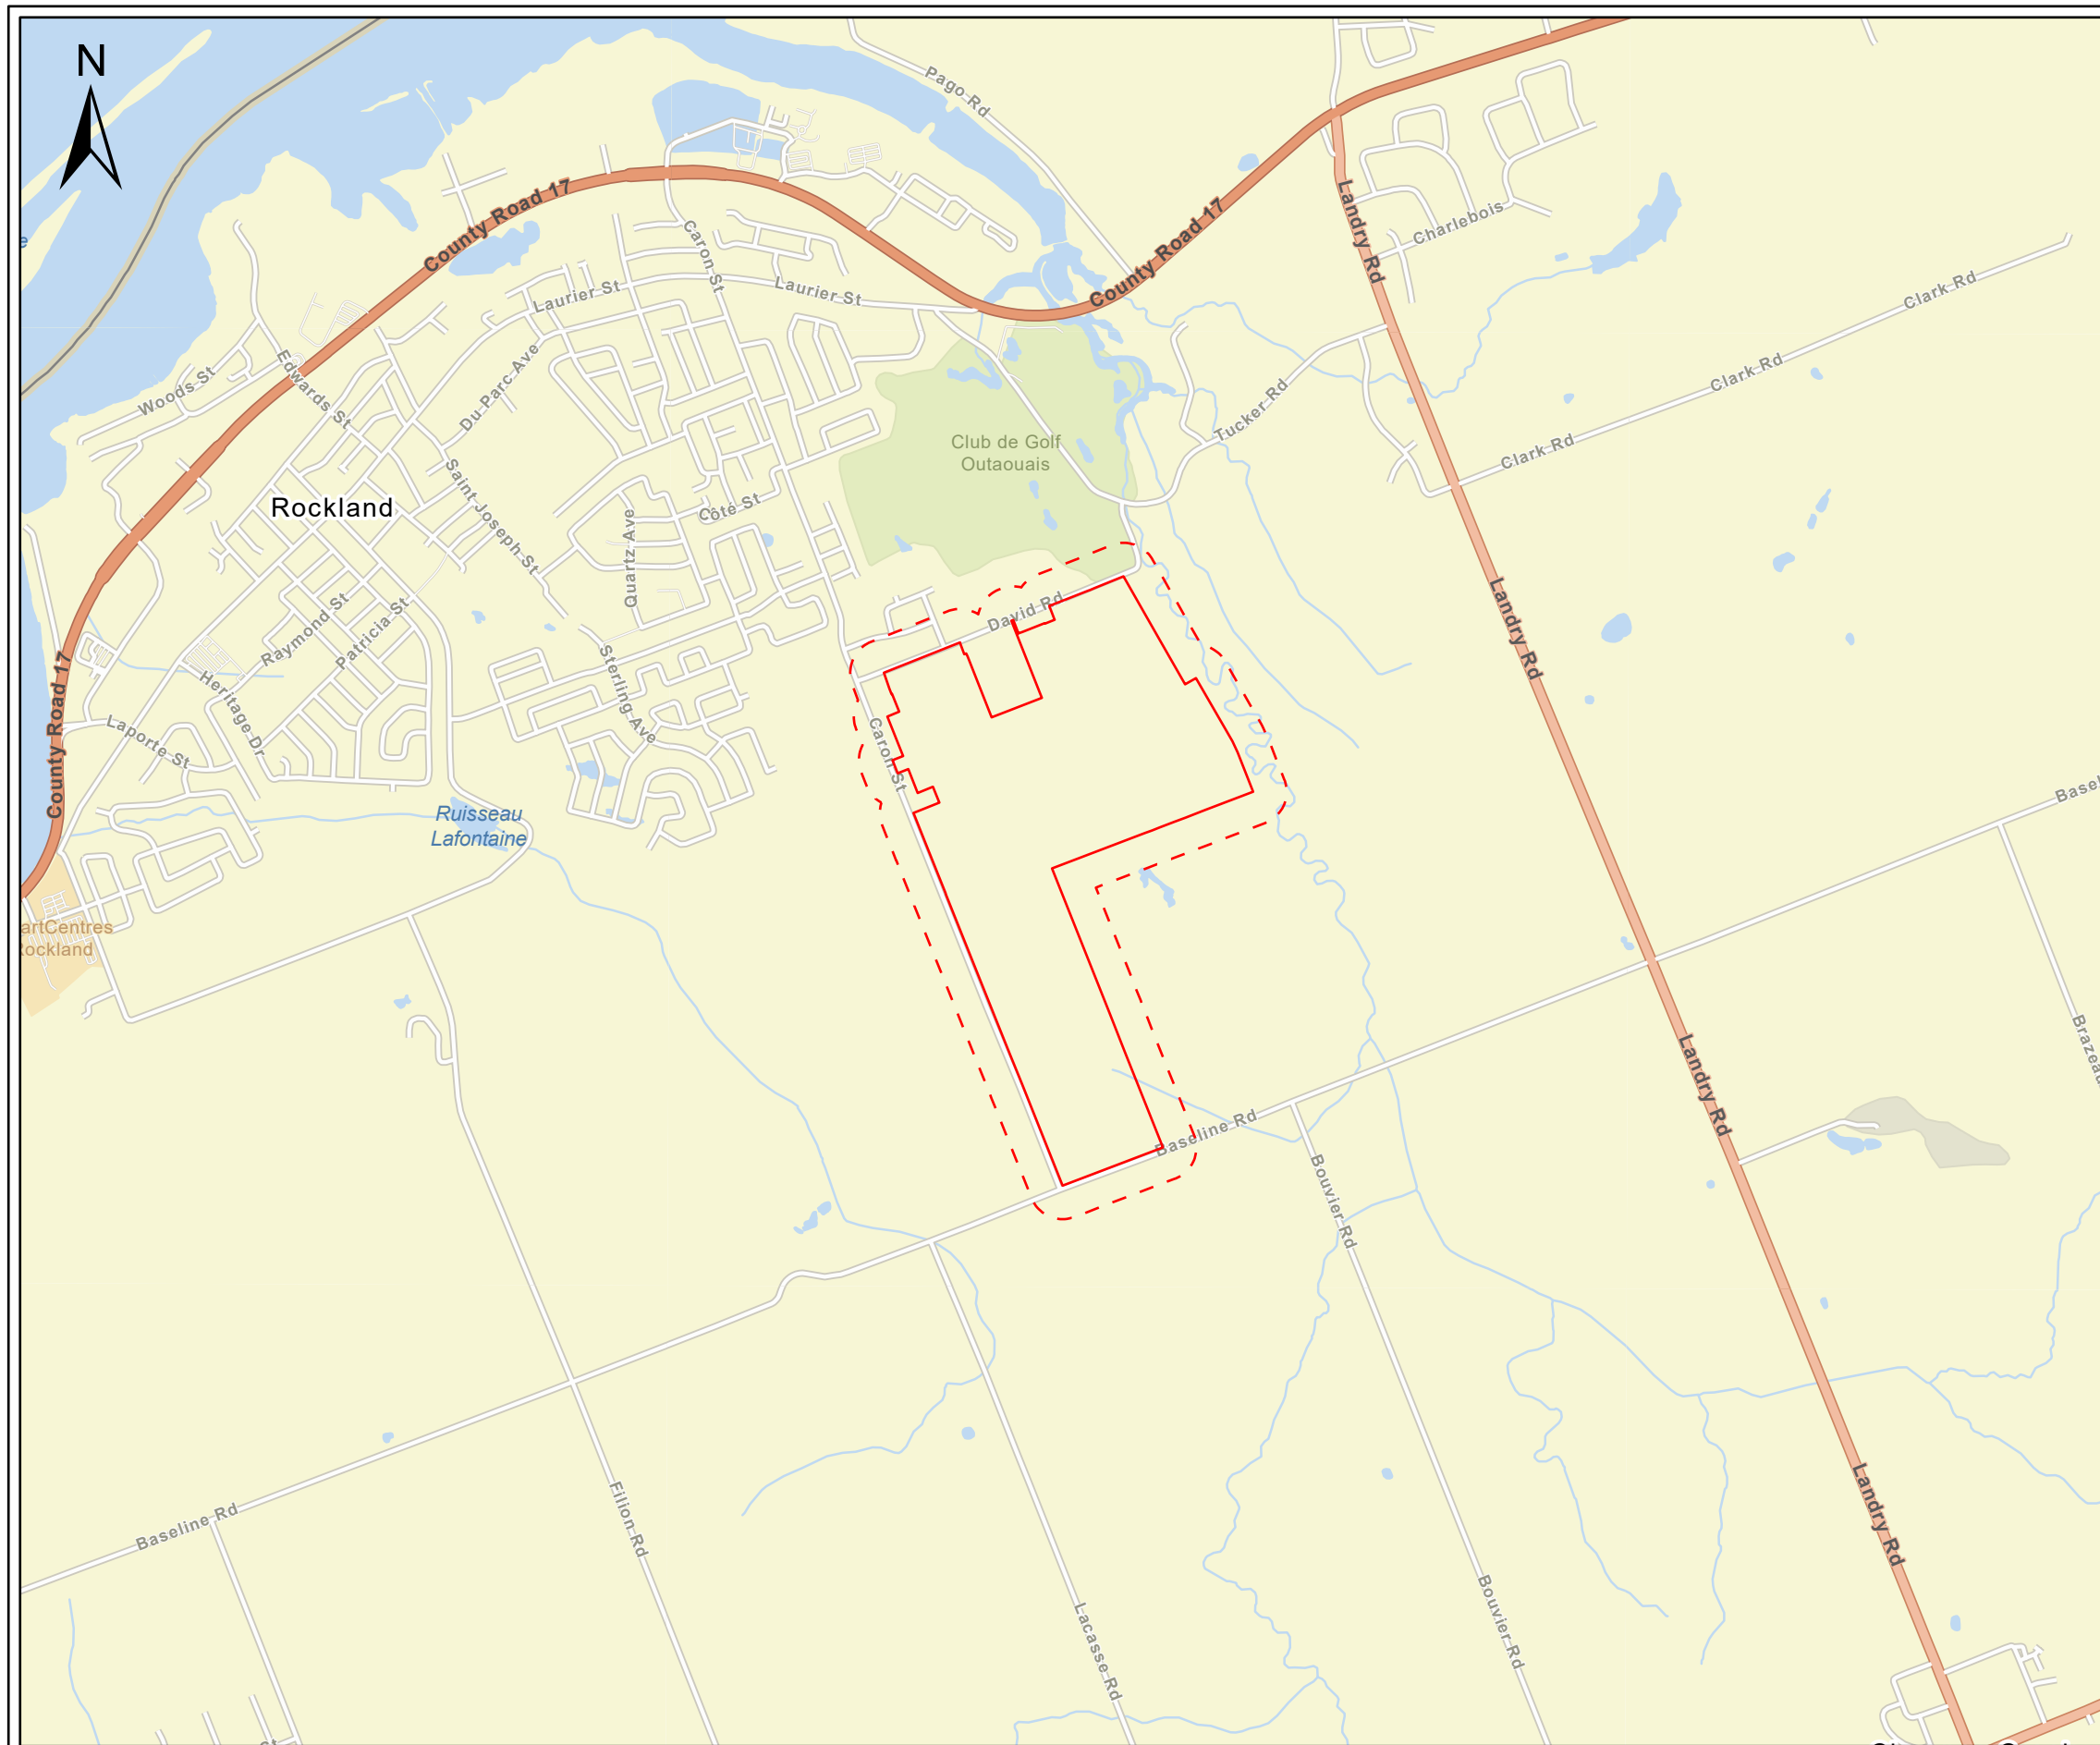 N
Pago Rd
County Road 17
Caron St
Landry Rd
Charlebois
County Road 17
Laurier St
Laurier St
Clark Rd
Edwards St
Du Parc Ave
Woods St
Clark Rd
Tucker Rd
Club de Golf
Outaouais
Clark Rd
Saint Joseph St
Rockland
Côté St
Quartz Ave
David Rd
Raymond St
Patricia St
Landry Rd
Sterling Ave
Heritage Dr
County Road 17
Laporte St
Caron St
Ruisseau
Lafontaine
Basel
artCentres
Rockland
Brazeau
Landry Rd
Baseline Rd
Bouvier Rd
Landry Rd
Baseline Rd
Filion Rd
Lacasse Rd
Bouvier Rd